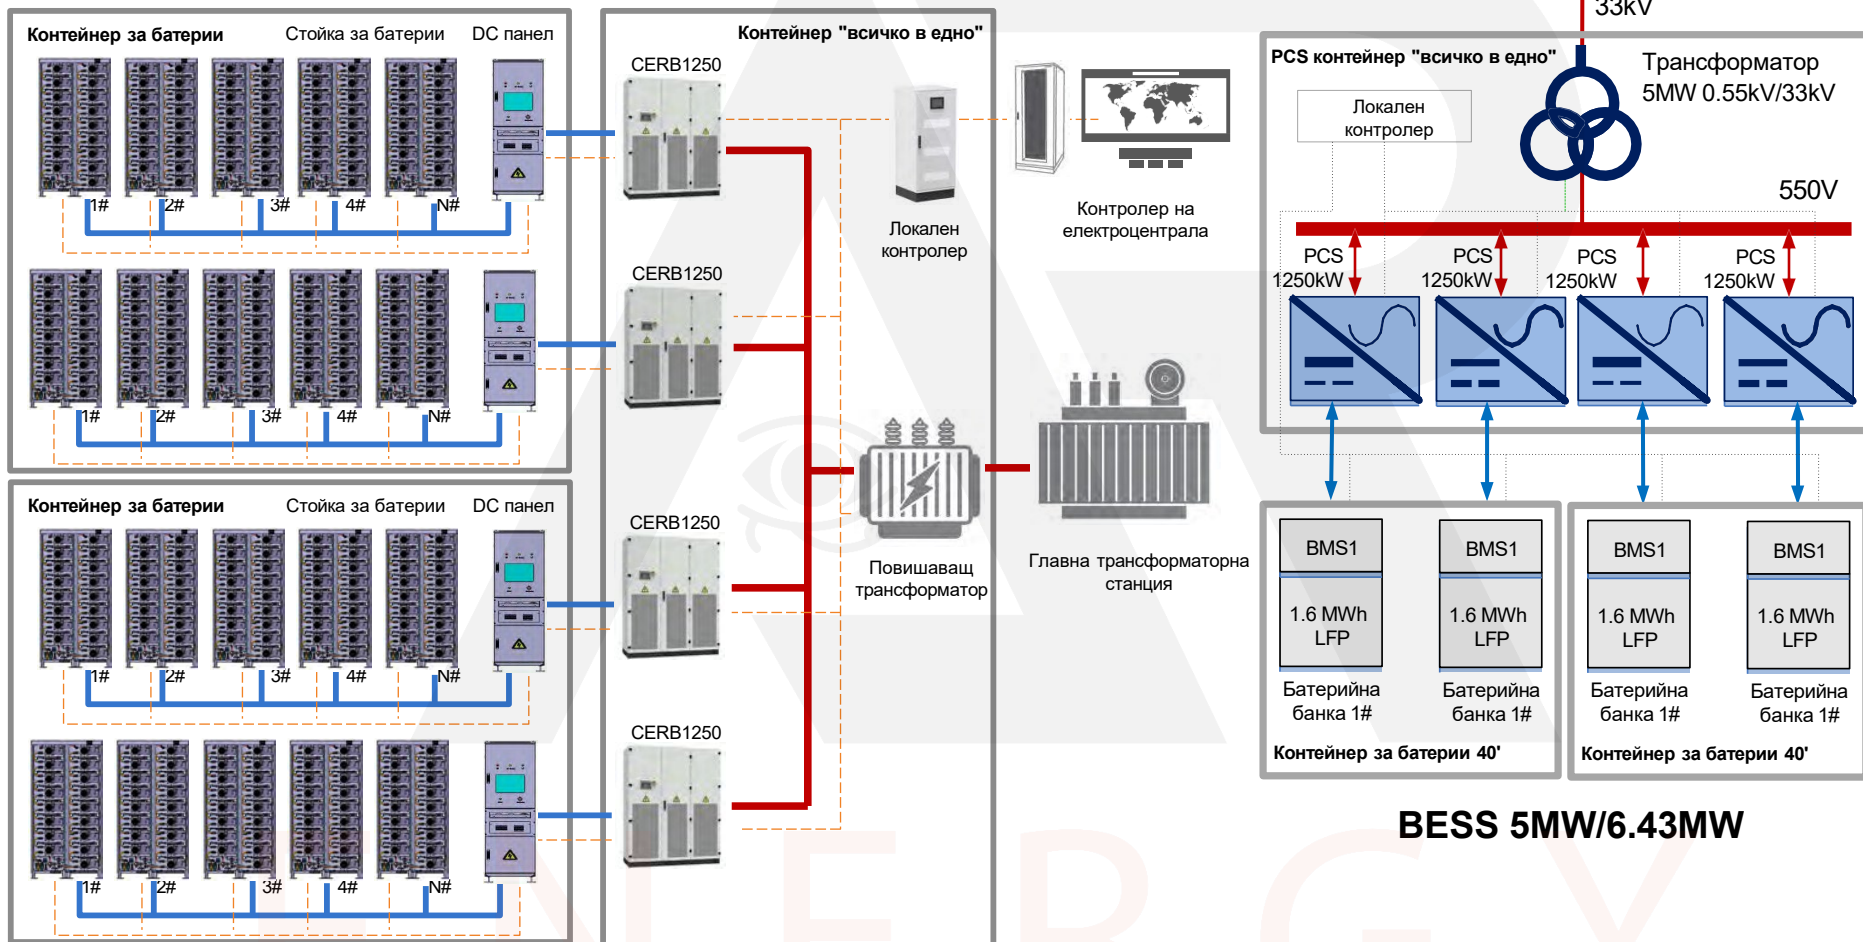 Контейнер за батерии
Стойка за батерии
DC панел
1#
2#
3#
4#
N#
1#
2#
3#
4#
N#
Контейнер за батерии
Стойка за батерии
DC панел
1#
2#
3#
4#
N#
1#
2#
3#
4#
N#
Контейнер "всичко в едно"
CERB1250
CERB1250
CERB1250
CERB1250
Локален
контролер
Контролер на
електроцентрала
Повишаващ
трансформатор
Главна трансформаторна
станция
33kV
PCS контейнер "всичко в едно"
Трансформатор
5MW 0.55kV/33kV
Локален
контролер
550V
PCS
1250kW
PCS
1250kW
PCS
1250kW
PCS
1250kW
BMS1
1.6 MWh
LFP
Батерийна
банка 1#
BMS1
1.6 MWh
LFP
Батерийна
банка 1#
Контейнер за батерии 40'
BMS1
1.6 MWh
LFP
Батерийна
банка 1#
BMS1
1.6 MWh
LFP
Батерийна
банка 1#
Контейнер за батерии 40'
BESS 5MW/6.43MW
ENERGY